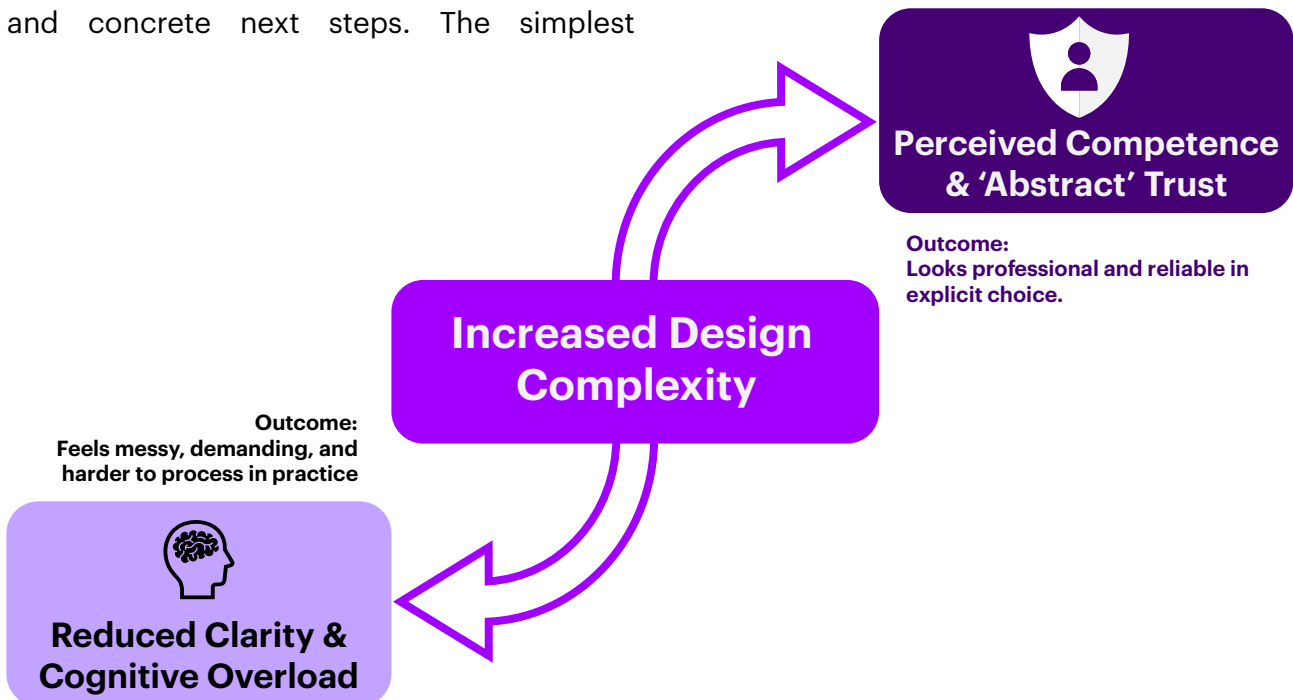 and concrete next steps. The simplest
Perceived Competence
& ‘Abstract’ Trust
Outcome:
Looks professional and reliable in
explicit choice.
Increased Design
Complexity
Outcome:
Feels messy, demanding, and
harder to process in practice
Reduced Clarity &
Cognitive Overload